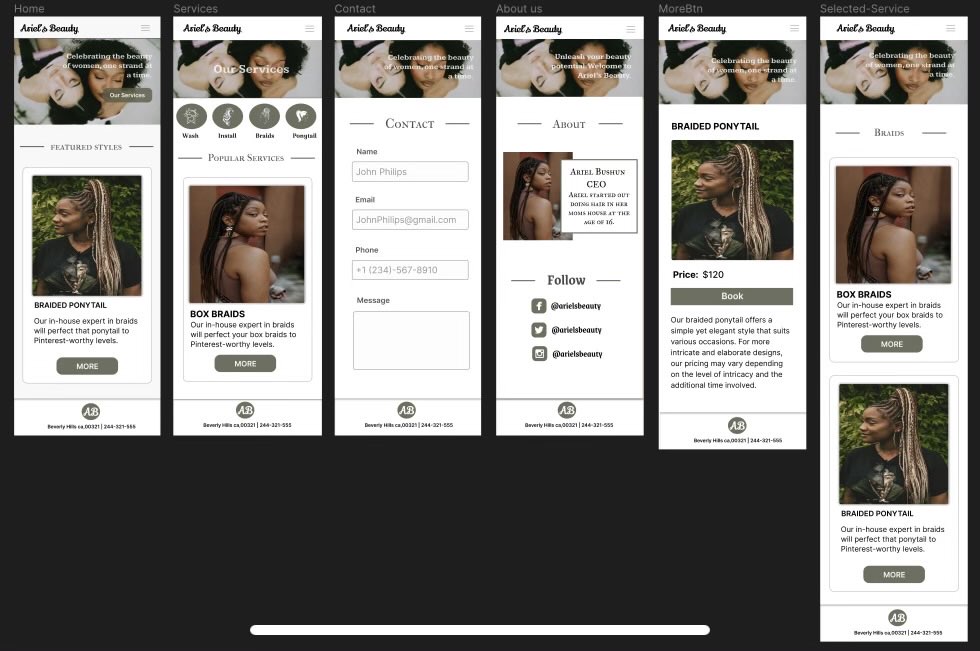 Home
Ariel's Beauty
Celebrating the beauty
of women, one strand at
a time.
Our Services
FEATURED STYLES
BRAIDED PONYTAIL
Our in-house expert in braids
will perfect that ponytail to
Pinterest-worthy levels.
MORE
AB
Beverly Hills ca,00321 | 244-321-555
Services
Ariel's Beauty
Our Services
Wash
Install
Braids
Ponytail
Popular Services
BOX BRAIDS
Our in-house expert in braids
will perfect your box braids to
Pinterest-worthy levels.
MORE
AB
Beverly Hills ca,00321 | 244-321-555
Contact
Ariel's Beauty
Celebrating the beauty
of women, one strand at
a time.
Contact
Name
John Philips
Email
JohnPhilips@gmail.com
Phone
+1 (234)-567-8910
Message
AB
Beverly Hills ca,00321 | 244-321-555
About us
Ariel's Beauty
Unleash your beauty
potential.Welcome to
Ariel's Beauty.
About
Ariel Bushun
CEO
Ariel started out
doing hair in her
moms house at the
age of 16.
Follow
@arielsbeauty
@arielsbeauty
@arielsbeauty
AB
Beverly Hills ca,00321 | 244-321-555
MoreBtn
Ariel's Beauty
Celebrating the beauty
of women, one strand at
a time.
BRAIDED PONYTAIL
Price: $120
Book
Our braided ponytail offers a
simple yet elegant style that suits
various occasions. For more
intricate and elaborate designs,
our pricing may vary depending
on the level of intricacy and the
additional time involved.
AB
Beverly Hills ca,00321 | 244-321-555
Selected-Service
Ariel's Beauty
Celebrating the beauty
of women, one strand at
a time.
Braids
BOX BRAIDS
Our in-house expert in braids
will perfect your box braids to
Pinterest-worthy levels.
MORE
BRAIDED PONYTAIL
Our in-house expert in braids
will perfect that ponytail to
Pinterest-worthy levels.
MORE
AB
Beverly Hills ca,00321 | 244-321-555